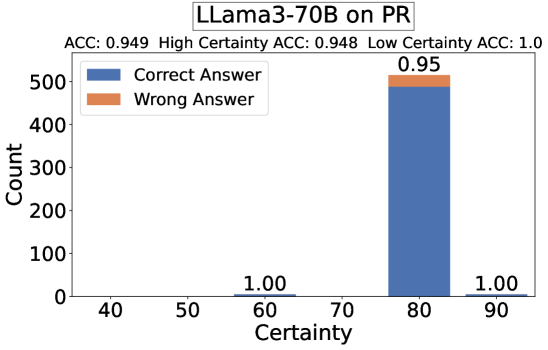 LLama3-70B on PR
ACC: 0.949 High Certainty ACC: 0.948 Low Certainty ACC: 1.0
Correct Answer
Wrong Answer
0.95
1.00
1.00
500
400
300
200
100
0
Count
40 50 60 70 80 90
Certainty